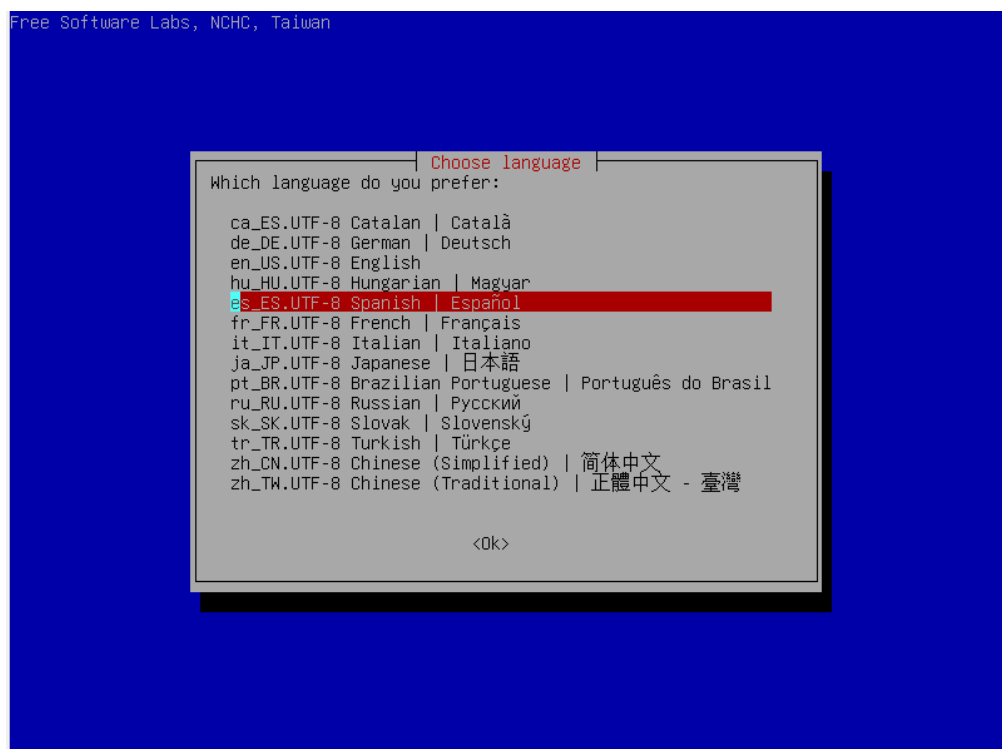 Free Software Labs, NCHC, Taiwan
Choose language
Which language do you prefer:
ca_ES.UTF-8 Catalan | Català
de_DE.UTF-8 German | Deutsch
en_US.UTF-8 English
hu_HU.UTF-8 Hungarian | Magyar
es_ES.UTF-8 Spanish | Español
fr_FR.UTF-8 French | Français
it_IT.UTF-8 Italian | Italiano
ja_JP.UTF-8 Japanese | 日本語
pt_BR.UTF-8 Brazilian Portuguese | Português do Brasil
ru_RU.UTF-8 Russian | Русский
sk_SK.UTF-8 Slovak | Slovenský
tr_TR.UTF-8 Turkish | Türkçe
zh_CN.UTF-8 Chinese (Simplified) | 简体中文
zh_TW.UTF-8 Chinese (Traditional) | 正體中文 - 臺灣
<Ok>